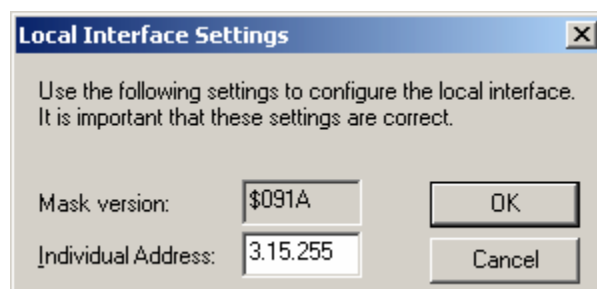 Local Interface Settings
Use the following settings to configure the local interface.
It is important that these settings are correct.
Mask version: $091A OK
Individual Address: 3.15.255 Cancel